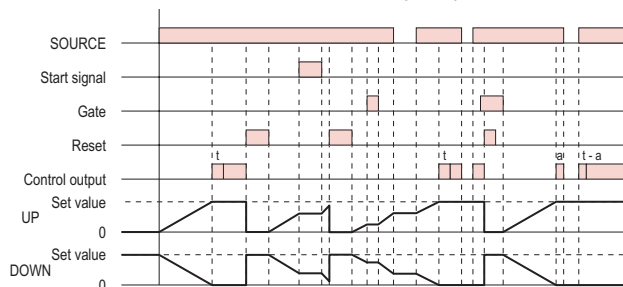 SOURCE
Start signal
Gate
Reset
t
t
a
t - a
Control output
Set value
UP
0
Set value
DOWN
0